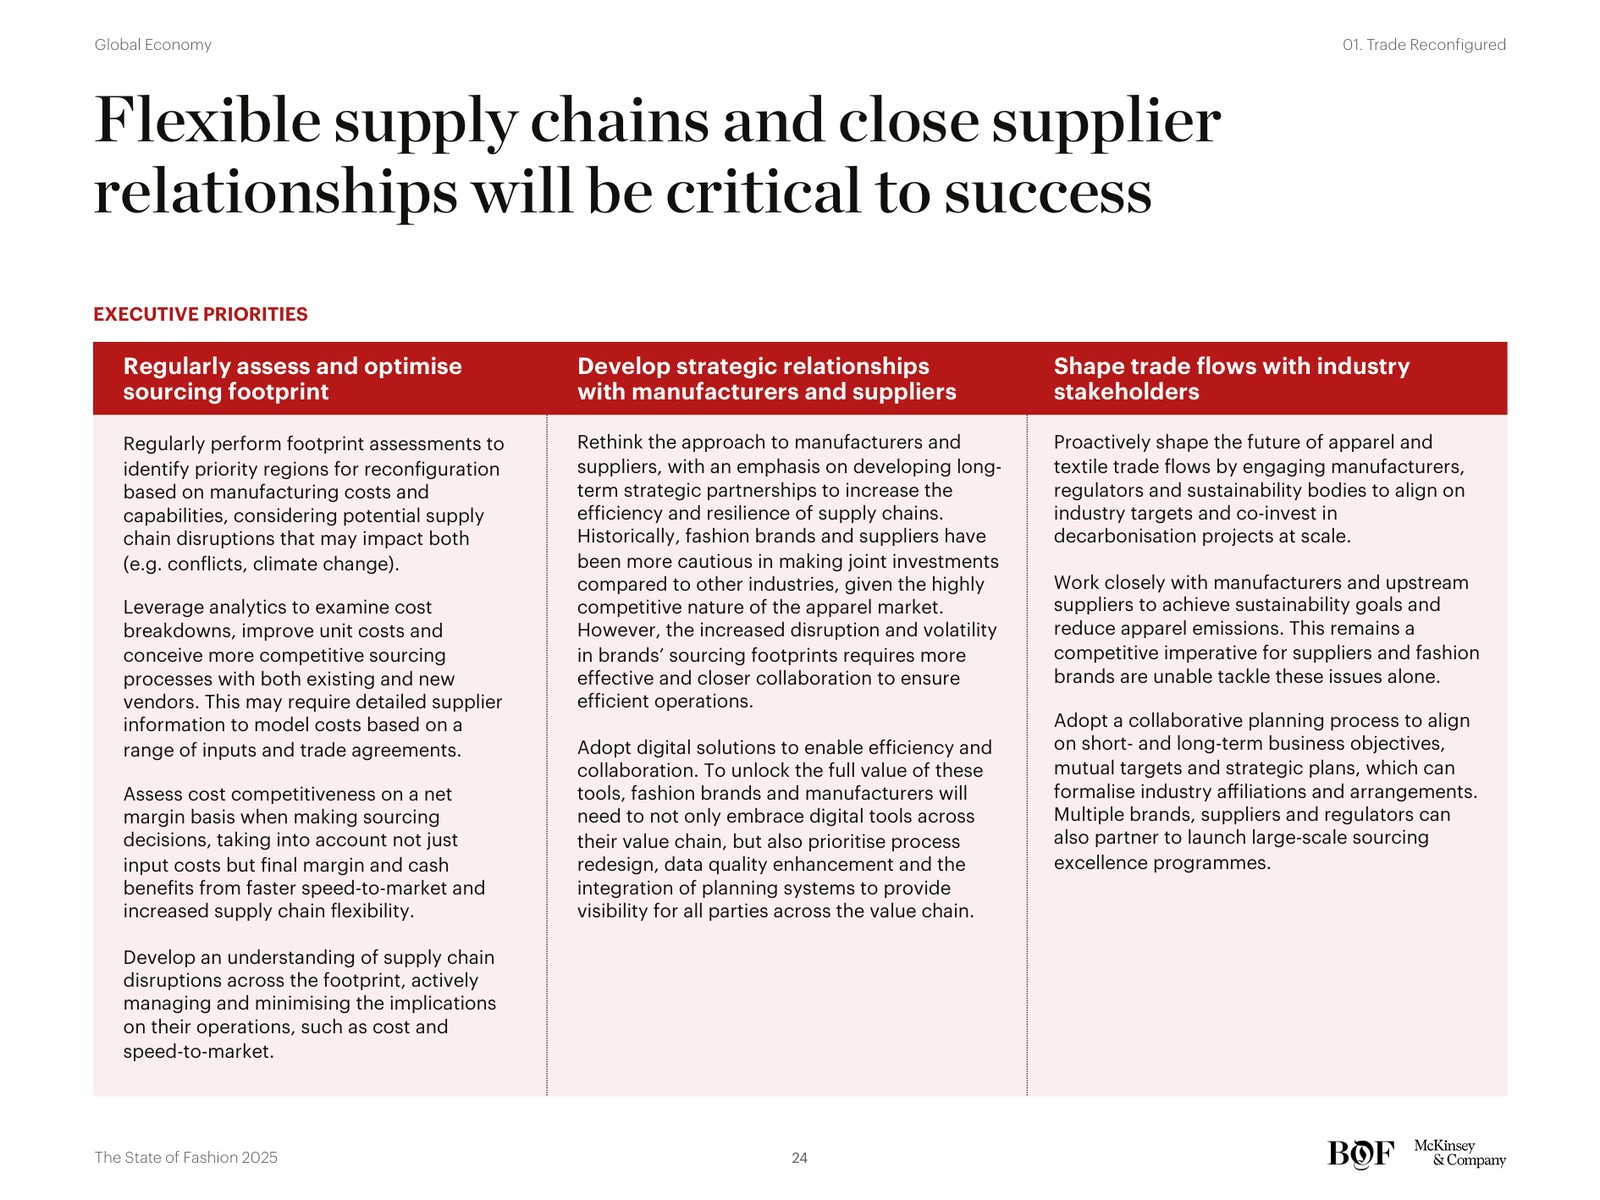 Global Economy
01. Trade Reconfigured
Flexible supply chains and close supplier
relationships will be critical to success
EXECUTIVE PRIORITIES
Regularly assess and optimise
sourcing footprint
Regularly perform footprint assessments to
identify priority regions for reconfiguration
based on manufacturing costs and
capabilities, considering potential supply
chain disruptions that may impact both
(e.g. conflicts, climate change).
Leverage analytics to examine cost
breakdowns, improve unit costs and
conceive more competitive sourcing
processes with both existing and new
vendors. This may require detailed supplier
information to model costs based on a
range of inputs and trade agreements.
Assess cost competitiveness on a net
margin basis when making sourcing
decisions, taking into account not just
input costs but final margin and cash
benefits from faster speed-to-market and
increased supply chain flexibility.
Develop an understanding of supply chain
disruptions across the footprint, actively
managing and minimising the implications
on their operations, such as cost and
speed-to-market.
Develop strategic relationships
with manufacturers and suppliers
Rethink the approach to manufacturers and
suppliers, with an emphasis on developing long-
term strategic partnerships to increase the
efficiency and resilience of supply chains.
Historically, fashion brands and suppliers have
been more cautious in making joint investments
compared to other industries, given the highly
competitive nature of the apparel market.
However, the increased disruption and volatility
in brands’ sourcing footprints requires more
effective and closer collaboration to ensure
efficient operations.
Adopt digital solutions to enable efficiency and
collaboration. To unlock the full value of these
tools, fashion brands and manufacturers will
need to not only embrace digital tools across
their value chain, but also prioritise process
redesign, data quality enhancement and the
integration of planning systems to provide
visibility for all parties across the value chain.
Shape trade flows with industry
stakeholders
Proactively shape the future of apparel and
textile trade flows by engaging manufacturers,
regulators and sustainability bodies to align on
industry targets and co-invest in
decarbonisation projects at scale.
Work closely with manufacturers and upstream
suppliers to achieve sustainability goals and
reduce apparel emissions. This remains a
competitive imperative for suppliers and fashion
brands are unable tackle these issues alone.
Adopt a collaborative planning process to align
on short- and long-term business objectives,
mutual targets and strategic plans, which can
formalise industry affiliations and arrangements.
Multiple brands, suppliers and regulators can
also partner to launch large-scale sourcing
excellence programmes.
The State of Fashion 2025
24
BOF
McKinsey
& Company